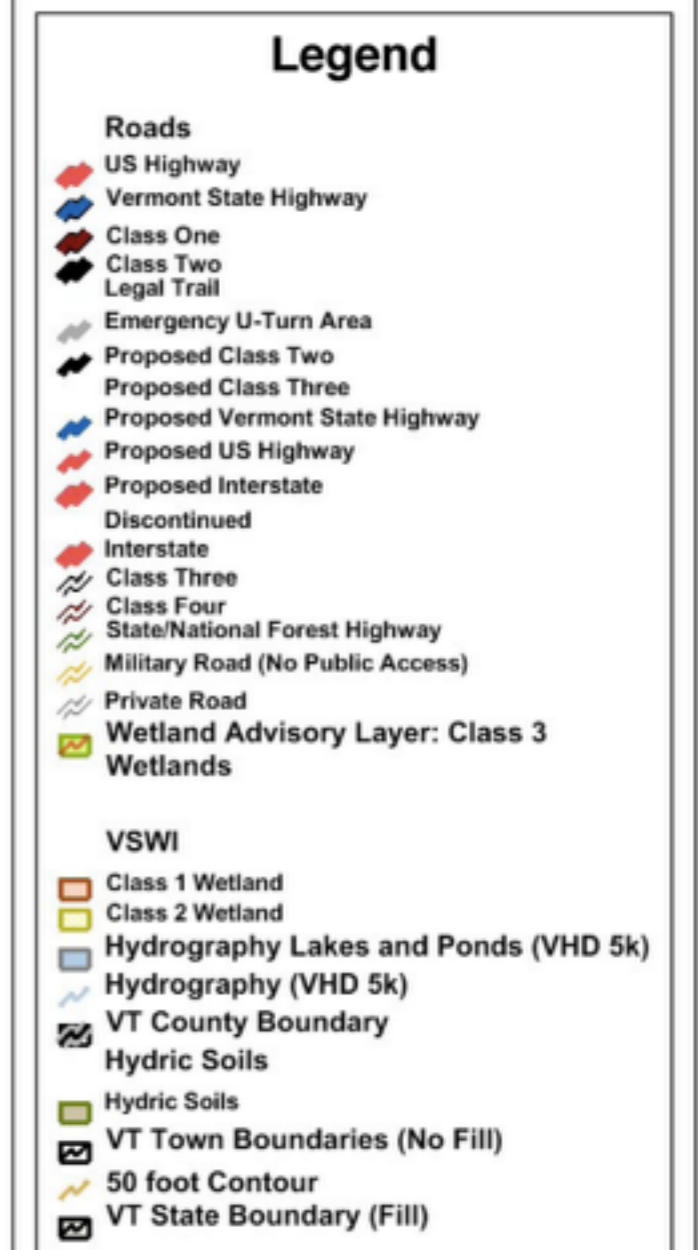 Legend
Roads
US Highway
Vermont State Highway
Class One
Class Two
Legal Trail
Emergency U-Turn Area
Proposed Class Two
Proposed Class Three
Proposed Vermont State Highway
Proposed US Highway
Proposed Interstate
Discontinued
Interstate
Class Three
Class Four
State/National Forest Highway
Military Road (No Public Access)
Private Road
Wetland Advisory Layer: Class 3
Wetlands
VSWI
Class 1 Wetland
Class 2 Wetland
Hydrography Lakes and Ponds (VHD 5k)
Hydrography (VHD 5k)
VT County Boundary
Hydric Soils
Hydric Soils
VT Town Boundaries (No Fill)
50 foot Contour
VT State Boundary (Fill)